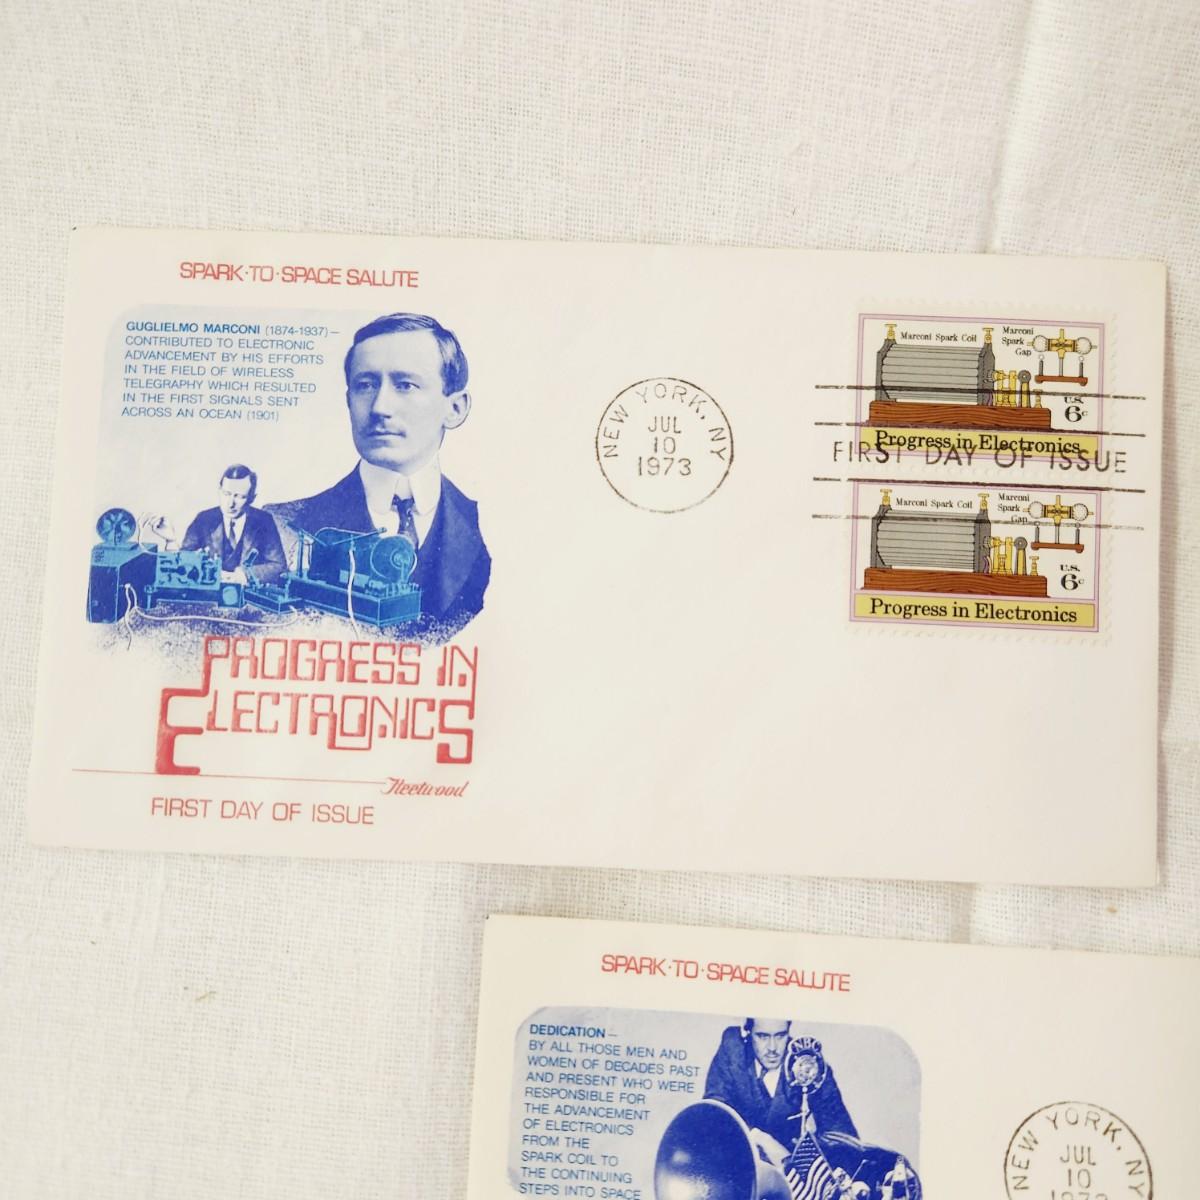 SPARK·TO·SPACE SALUTE
GUGLIELMO MARCONI (1874-1937)—
CONTRIBUTED TO ELECTRONIC
ADVANCEMENT BY HIS EFFORTS
IN THE FIELD OF WIRELESS
TELEGRAPHY WHICH RESULTED
IN THE FIRST SIGNALS SENT
ACROSS AN OCEAN (1901)
PROGRESS IN
ELECTRONICS
Fleetwood
FIRST DAY OF ISSUE
NEW YORK, NY
JUL
10
1973
Marconi Spark Coil
Marconi
Spark
Gap
U.S.
6c
Progress in Electronics
FIRST DAY OF ISSUE
Marconi Spark Coil
Marconi
Spark
Gap
U.S.
6c
Progress in Electronics
SPARK·TO·SPACE SALUTE
DEDICATION—
BY ALL THOSE MEN AND
WOMEN OF DECADES PAST
AND PRESENT WHO WERE
RESPONSIBLE FOR
THE ADVANCEMENT
OF ELECTRONICS
FROM THE
SPARK COIL TO
THE CONTINUING
STEPS INTO SPACE
NBC
NEW YORK, NY
JUL
10
1973